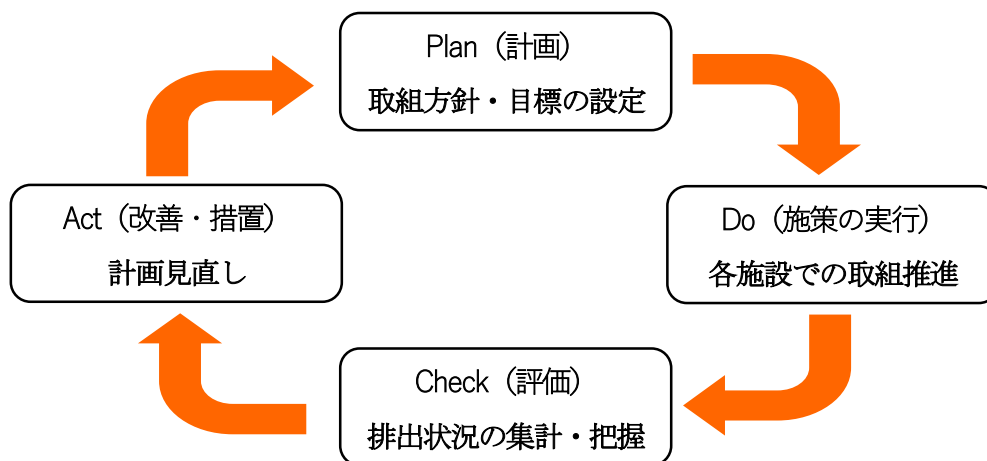 Plan（計画）
取組方針・目標の設定
Do（施策の実行）
各施設での取組推進
Check（評価）
排出状況の集計・把握
Act（改善・措置）
計画見直し